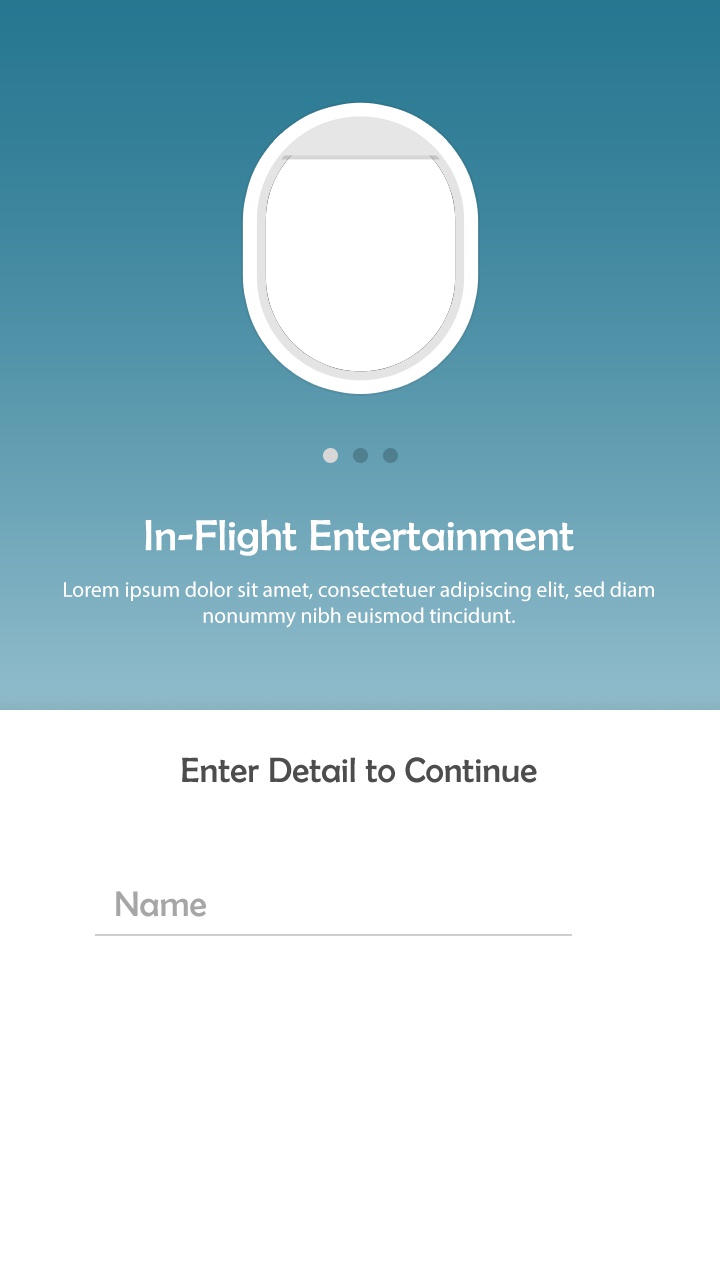 In-Flight Entertainment
Lorem ipsum dolor sit amet, consectetuer adipiscing elit, sed diam
nonummy nibh euismod tincidunt.
Enter Detail to Continue
Name